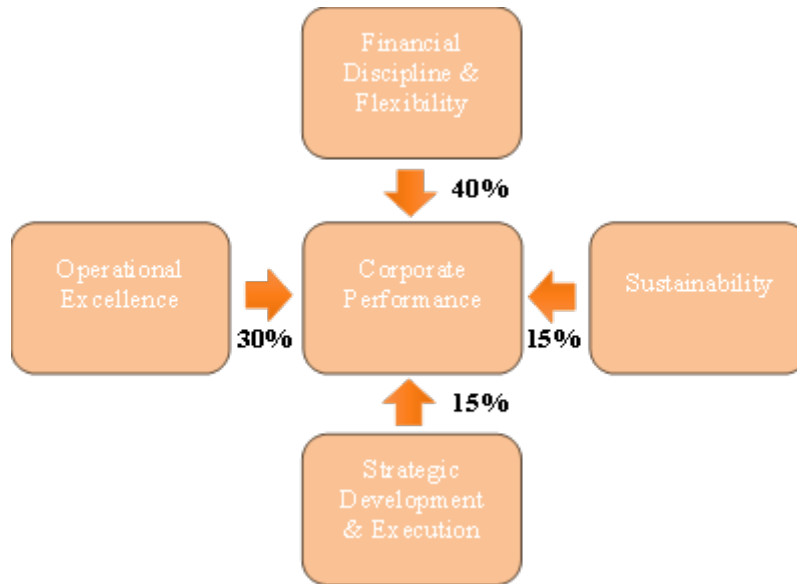 Financial
Discipline &
Flexibility
40%
Operational
Excellence
30%
Corporate
Performance
15%
Sustainability
15%
Strategic
Development
& Execution